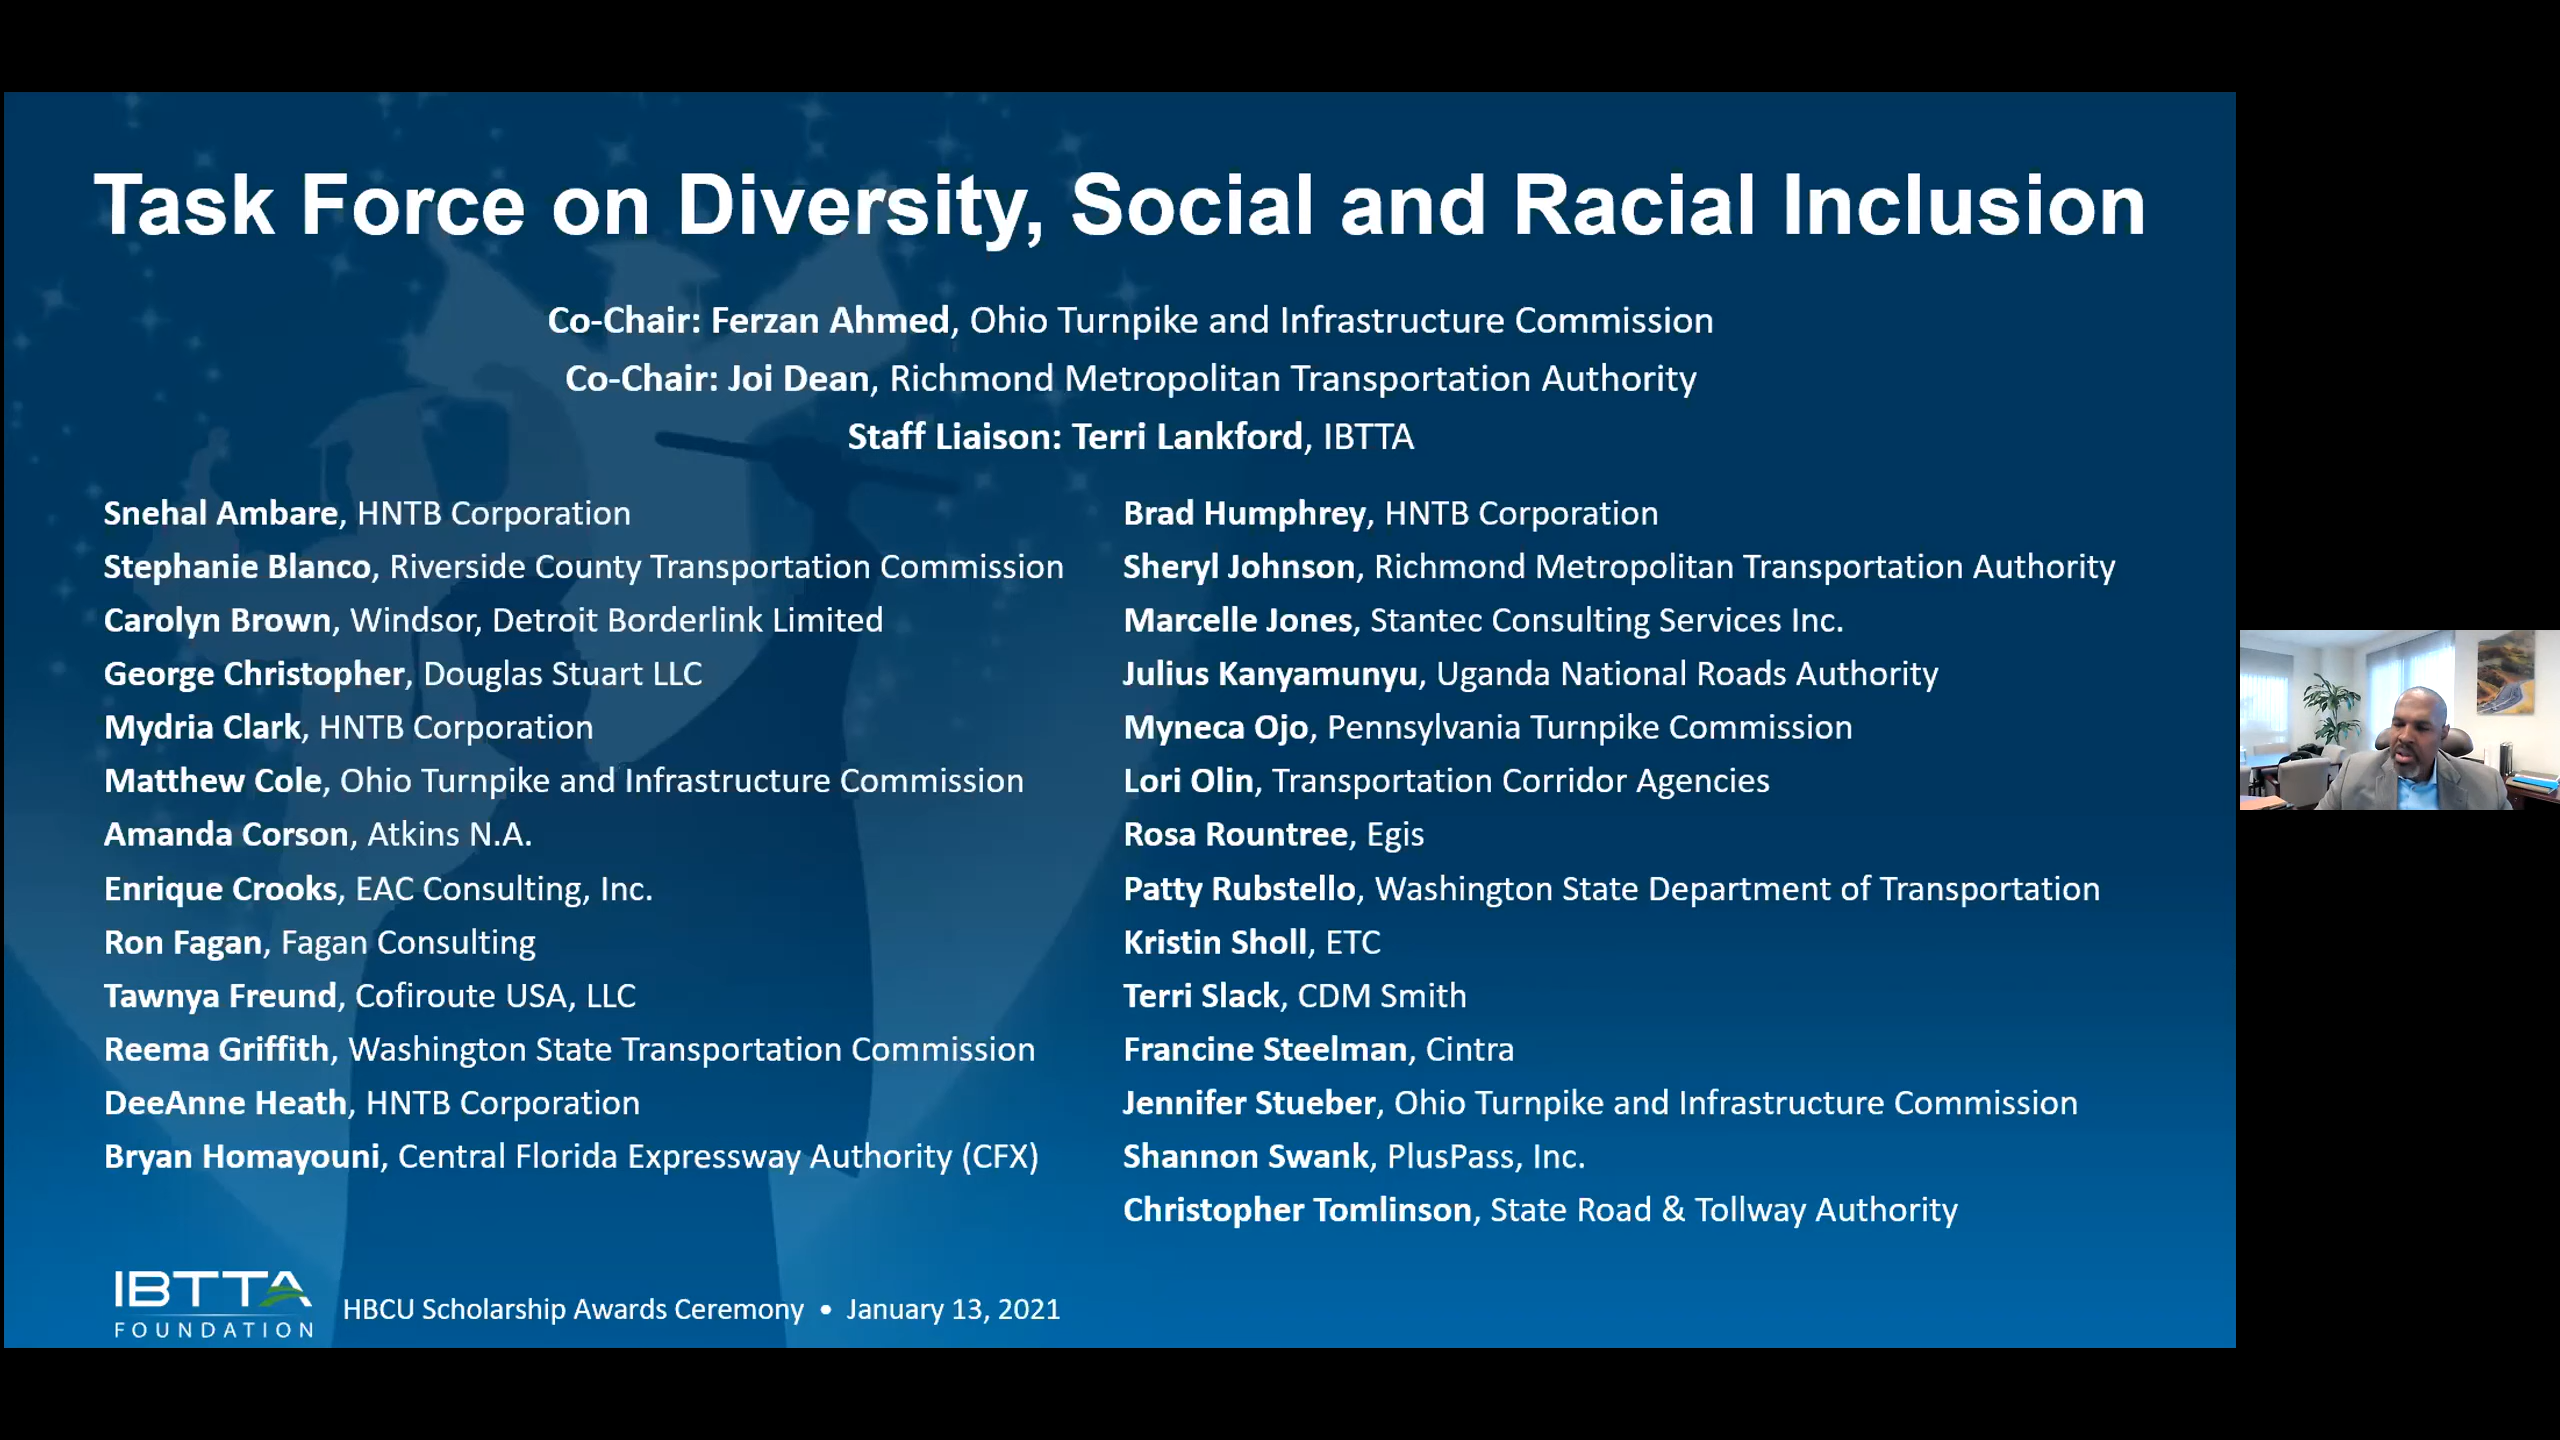 Task Force on Diversity, Social and Racial Inclusion
Co-Chair: Ferzan Ahmed, Ohio Turnpike and Infrastructure Commission
Co-Chair: Joi Dean, Richmond Metropolitan Transportation Authority
Staff Liaison: Terri Lankford, IBTTA
Snehal Ambare, HNTB Corporation
Stephanie Blanco, Riverside County Transportation Commission
Carolyn Brown, Windsor, Detroit Borderlink Limited
George Christopher, Douglas Stuart LLC
Mydria Clark, HNTB Corporation
Matthew Cole, Ohio Turnpike and Infrastructure Commission
Amanda Corson, Atkins N.A.
Enrique Crooks, EAC Consulting, Inc.
Ron Fagan, Fagan Consulting
Tawnya Freund, Cofiroute USA, LLC
Reema Griffith, Washington State Transportation Commission
DeeAnne Heath, HNTB Corporation
Bryan Homayouni, Central Florida Expressway Authority (CFX)
Brad Humphrey, HNTB Corporation
Sheryl Johnson, Richmond Metropolitan Transportation Authority
Marcelle Jones, Stantec Consulting Services Inc.
Julius Kanyamunyu, Uganda National Roads Authority
Myneca Ojo, Pennsylvania Turnpike Commission
Lori Olin, Transportation Corridor Agencies
Rosa Rountree, Egis
Patty Rubstello, Washington State Department of Transportation
Kristin Sholl, ETC
Terri Slack, CDM Smith
Francine Steelman, Cintra
Jennifer Stueber, Ohio Turnpike and Infrastructure Commission
Shannon Swank, PlusPass, Inc.
Christopher Tomlinson, State Road & Tollway Authority
IBTTA
FOUNDATION
HBCU Scholarship Awards Ceremony • January 13, 2021